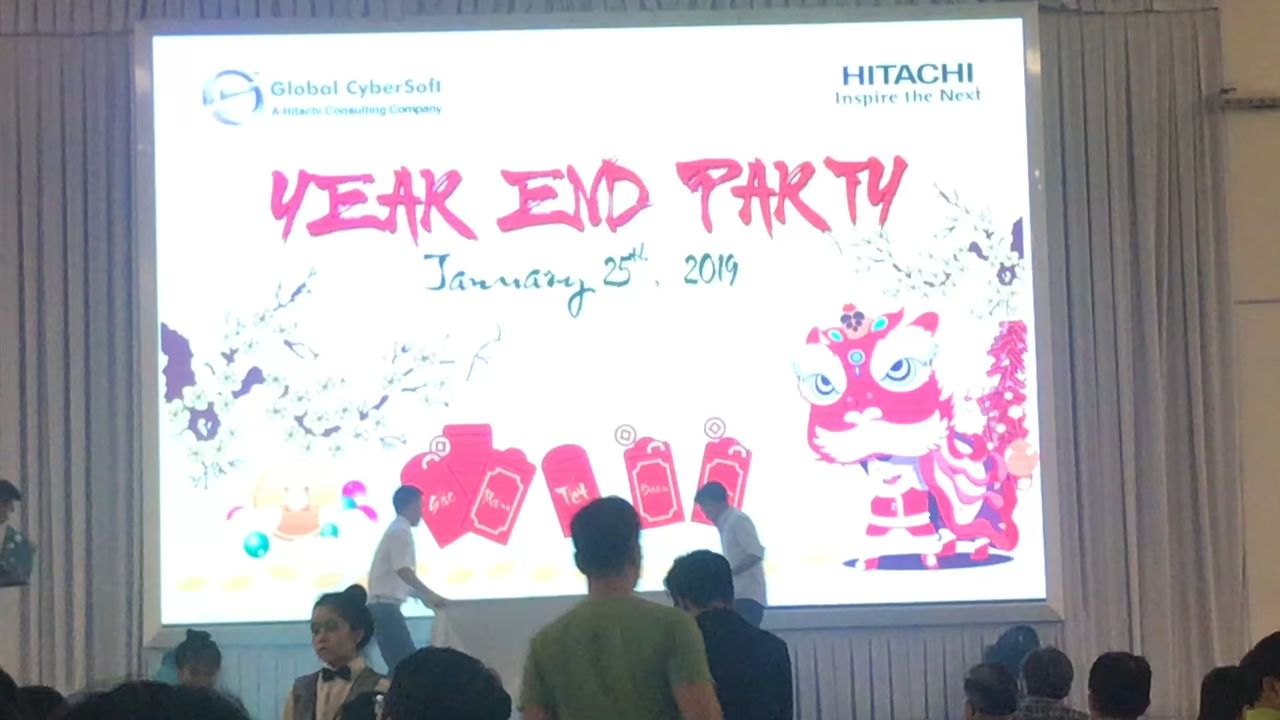 Global CyberSoft
A Hitachi Consulting Company
HITACHI
Inspire the Next
YEAR END PARTY
January 25th, 2019
Tết